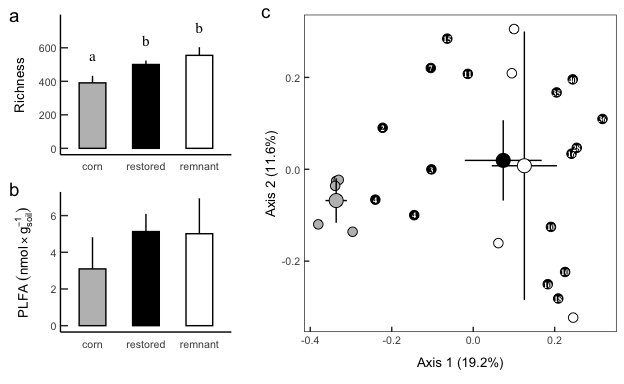 a
Richness
600
400
200
0
a
b
b
corn restored remnant
b
PLFA (nmol × g⁻¹soil)
6
4
2
0
corn restored remnant
c
Axis 2 (11.6%)
0.2
0.0
-0.2
15
7
11
2
3
4
4
40
35
36
28
16
10
10
10
18
-0.4 -0.2 0.0 0.2
Axis 1 (19.2%)